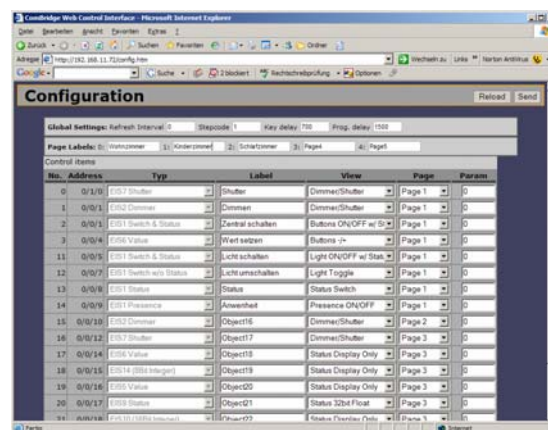 ComBridge Web Control Interface - Microsoft Internet Explorer
Datei Bearbeiten Ansicht Favoriten Extras ?
Zurück Suchen Favoriten Ordner
Adresse http://192.168.11.72/config.htm Wechseln zu Links Norton AntiVirus
Google Suche 2 blockiert Rechtschreibprüfung Optionen
Configuration Reload Send
Global Settings: Refresh Interval 0 Stepcode 1 Key delay 700 Prog. delay 1500
Page Labels: 0: Wohnzimmer 1: Kinderzimmer 2: Schlafzimmer 3: Page4 4: Page5
Control items
No. Address Typ Label View Page Param
0 0/1/0 EIS7 Shutter Shutter Dimmer/Shutter Page 1 0
1 0/0/1 EIS2 Dimmer Dimmen Dimmer/Shutter Page 1 0
2 0/0/1 EIS1 Switch & Status Zentral schalten Buttons ON/OFF w/ St Page 1 0
3 0/0/4 EIS6 Value Wert setzen Buttons -/+ Page 1 0
11 0/0/5 EIS1 Switch & Status Licht schalten Light ON/OFF w/ Statu Page 1 0
12 0/0/7 EIS1 Switch w/o Status Licht umschalten Light Toggle Page 1 0
13 0/0/8 EIS1 Status Status Status Switch Page 1 0
14 0/0/9 EIS1 Presence Anwenheit Presence ON/OFF Page 1 0
15 0/0/10 EIS2 Dimmer Object16 Dimmer/Shutter Page 2 0
16 Object17 Dimmer/Shutter Page 3 0
17 0/0/14 EIS6 Value Object18 Status Display Only Page 3 0
18 0/0/15 EIS14 (8Bit Integer) Object19 Status Display Only Page 3 0
19 0/0/16 EIS5 Value Object20 Status Display Only Page 3 0
20 0/0/17 EIS9 Status Object21 Status 32bit Float Page 3 0
21 0/0/18 Object22 Status Display Only Page 3 0
Fertig Internet